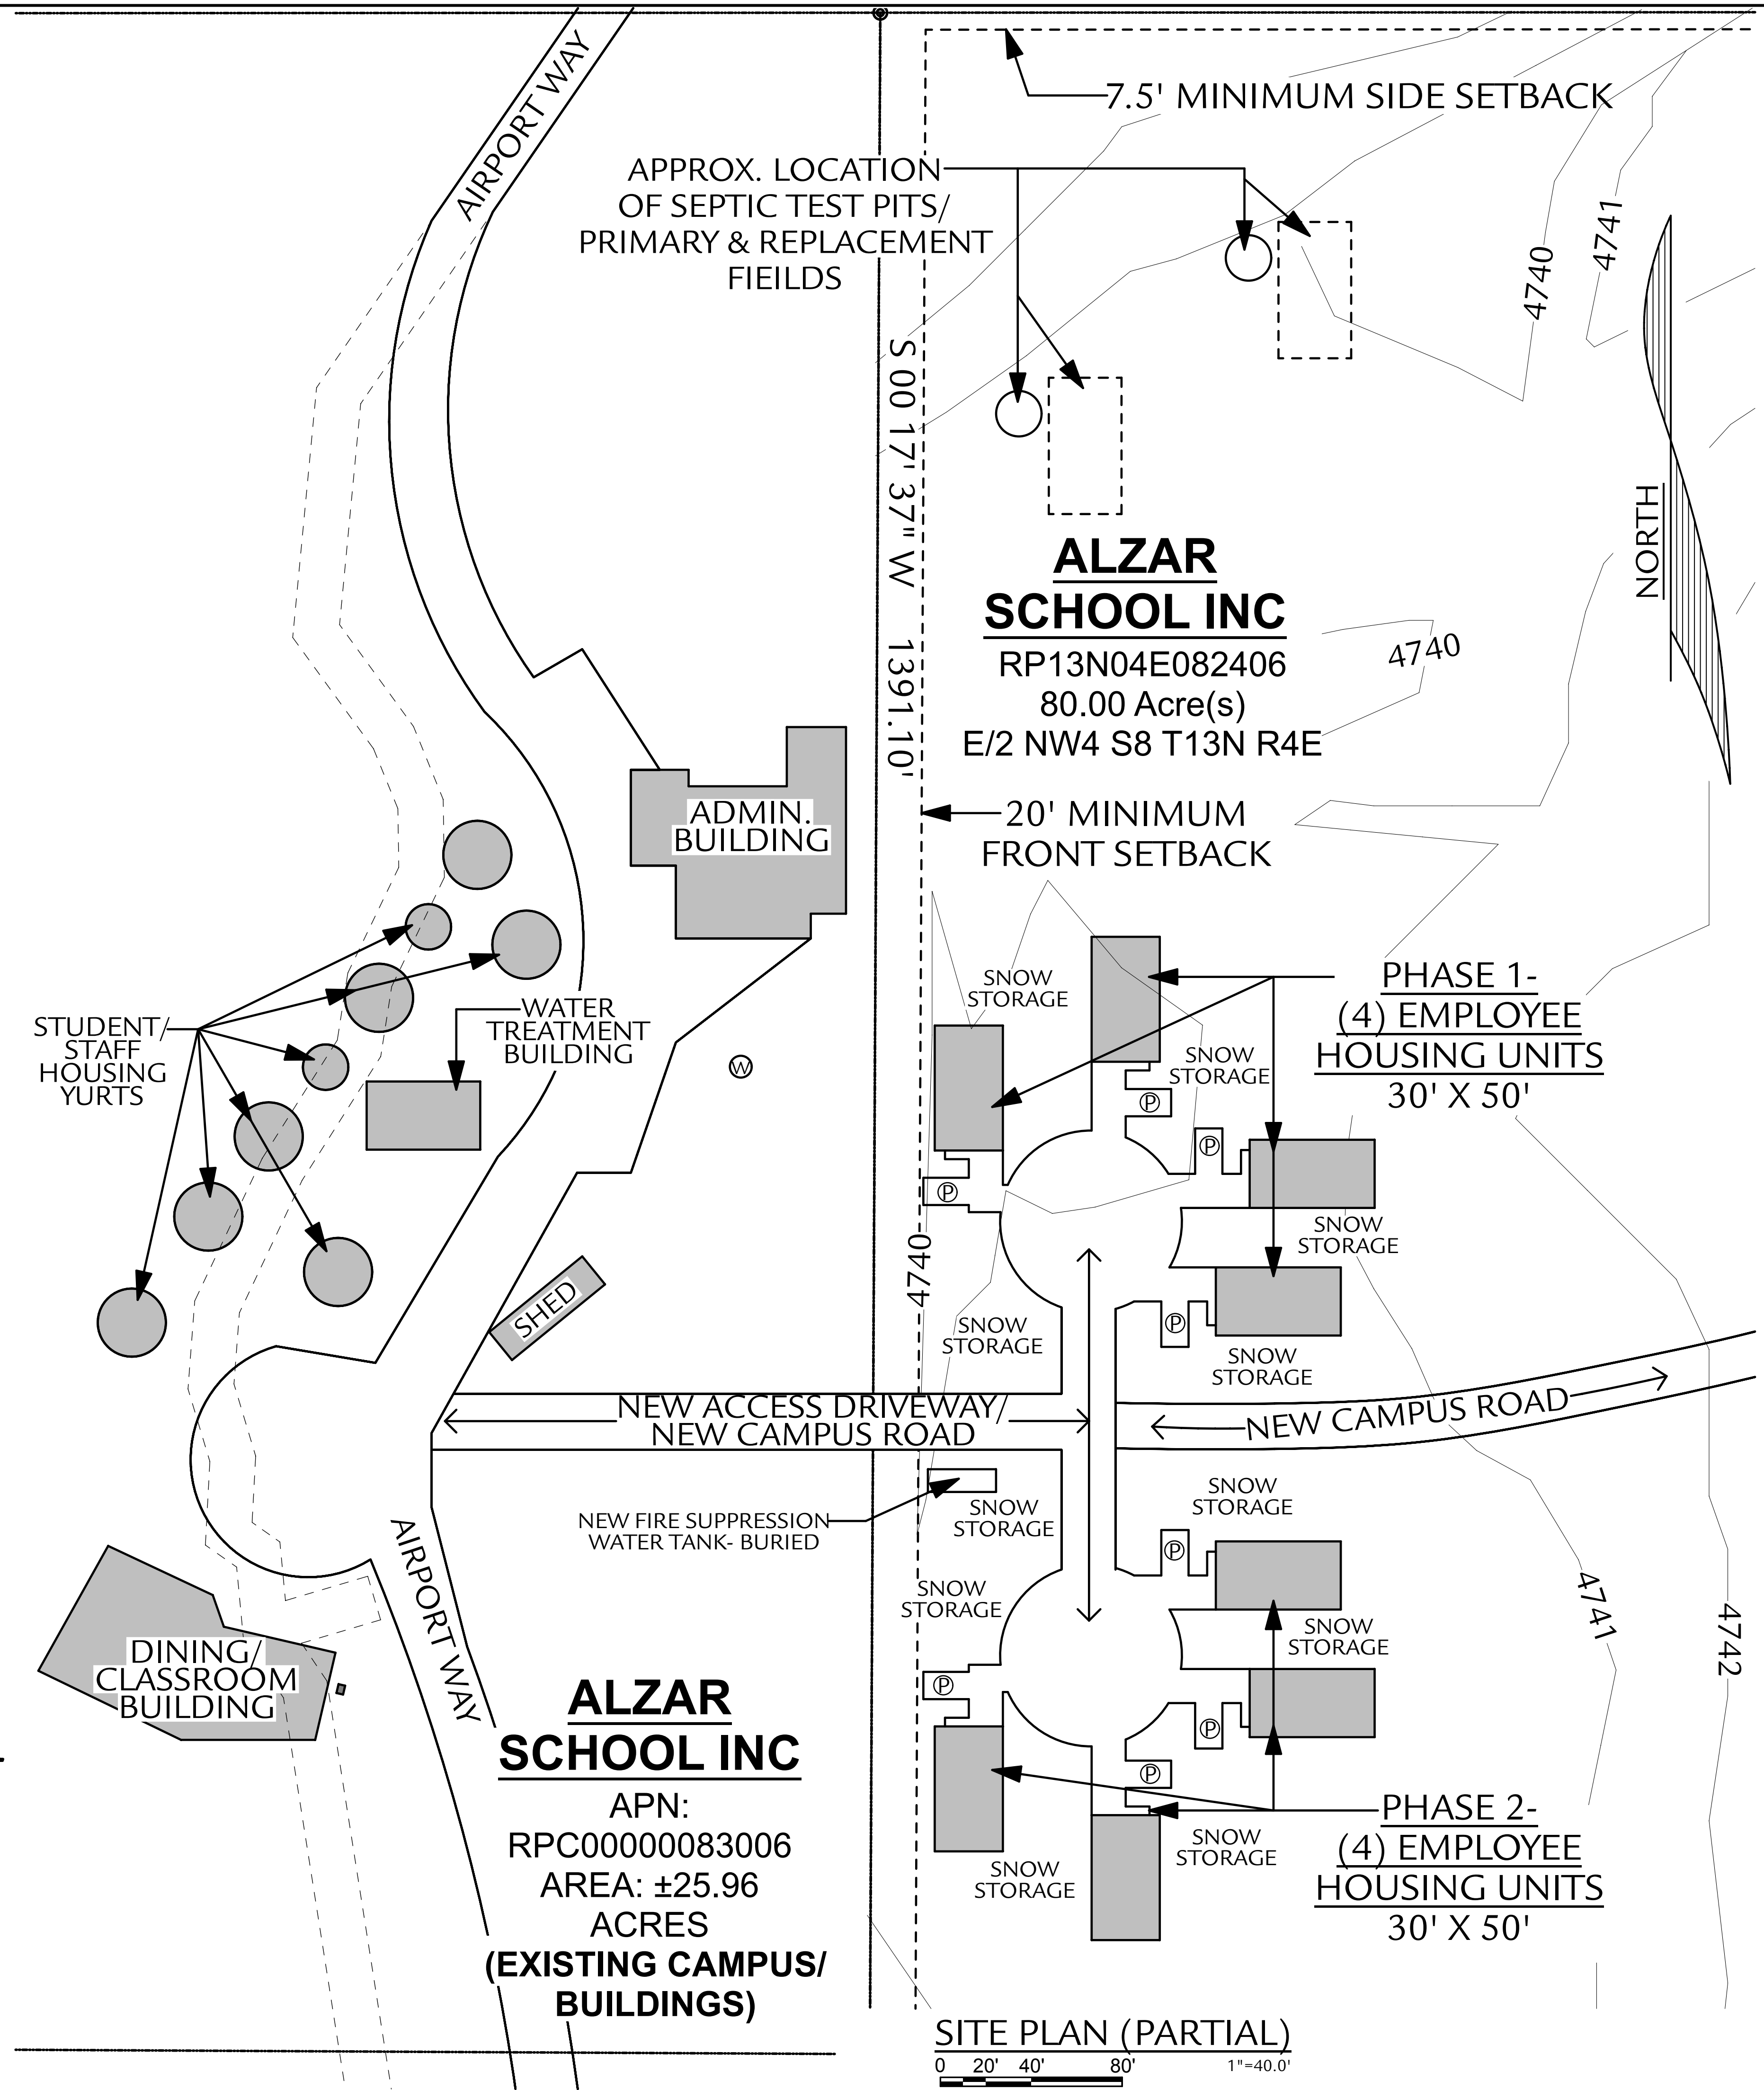 AIRPORT WAY
7.5' MINIMUM SIDE SETBACK
APPROX. LOCATION
OF SEPTIC TEST PITS/
PRIMARY & REPLACEMENT
FIEILDS
4740
4741
S 00 17' 37" W 1391.10'
NORTH
ALZAR
SCHOOL INC
RP13N04E082406
80.00 Acre(s)
E/2 NW4 S8 T13N R4E
4740
ADMIN.
BUILDING
20' MINIMUM
FRONT SETBACK
STUDENT/
STAFF
HOUSING
YURTS
WATER
TREATMENT
BUILDING
W
SNOW
STORAGE
SNOW
STORAGE
PHASE 1-
(4) EMPLOYEE
HOUSING UNITS
30' X 50'
P
P
P
SNOW
STORAGE
4740
SHED
SNOW
STORAGE
P
SNOW
STORAGE
NEW ACCESS DRIVEWAY/
NEW CAMPUS ROAD
NEW CAMPUS ROAD
NEW FIRE SUPPRESSION
WATER TANK- BURIED
SNOW
STORAGE
SNOW
STORAGE
AIRPORT WAY
P
SNOW
STORAGE
4741
4742
SNOW
STORAGE
DINING/
CLASSROOM
BUILDING
P
P
P
ALZAR
SCHOOL INC
APN:
RPC00000083006
AREA: ±25.96
ACRES
(EXISTING CAMPUS/
BUILDINGS)
SNOW
STORAGE
SNOW
STORAGE
PHASE 2-
(4) EMPLOYEE
HOUSING UNITS
30' X 50'
SITE PLAN (PARTIAL)
0 20' 40' 80' 1"=40.0'